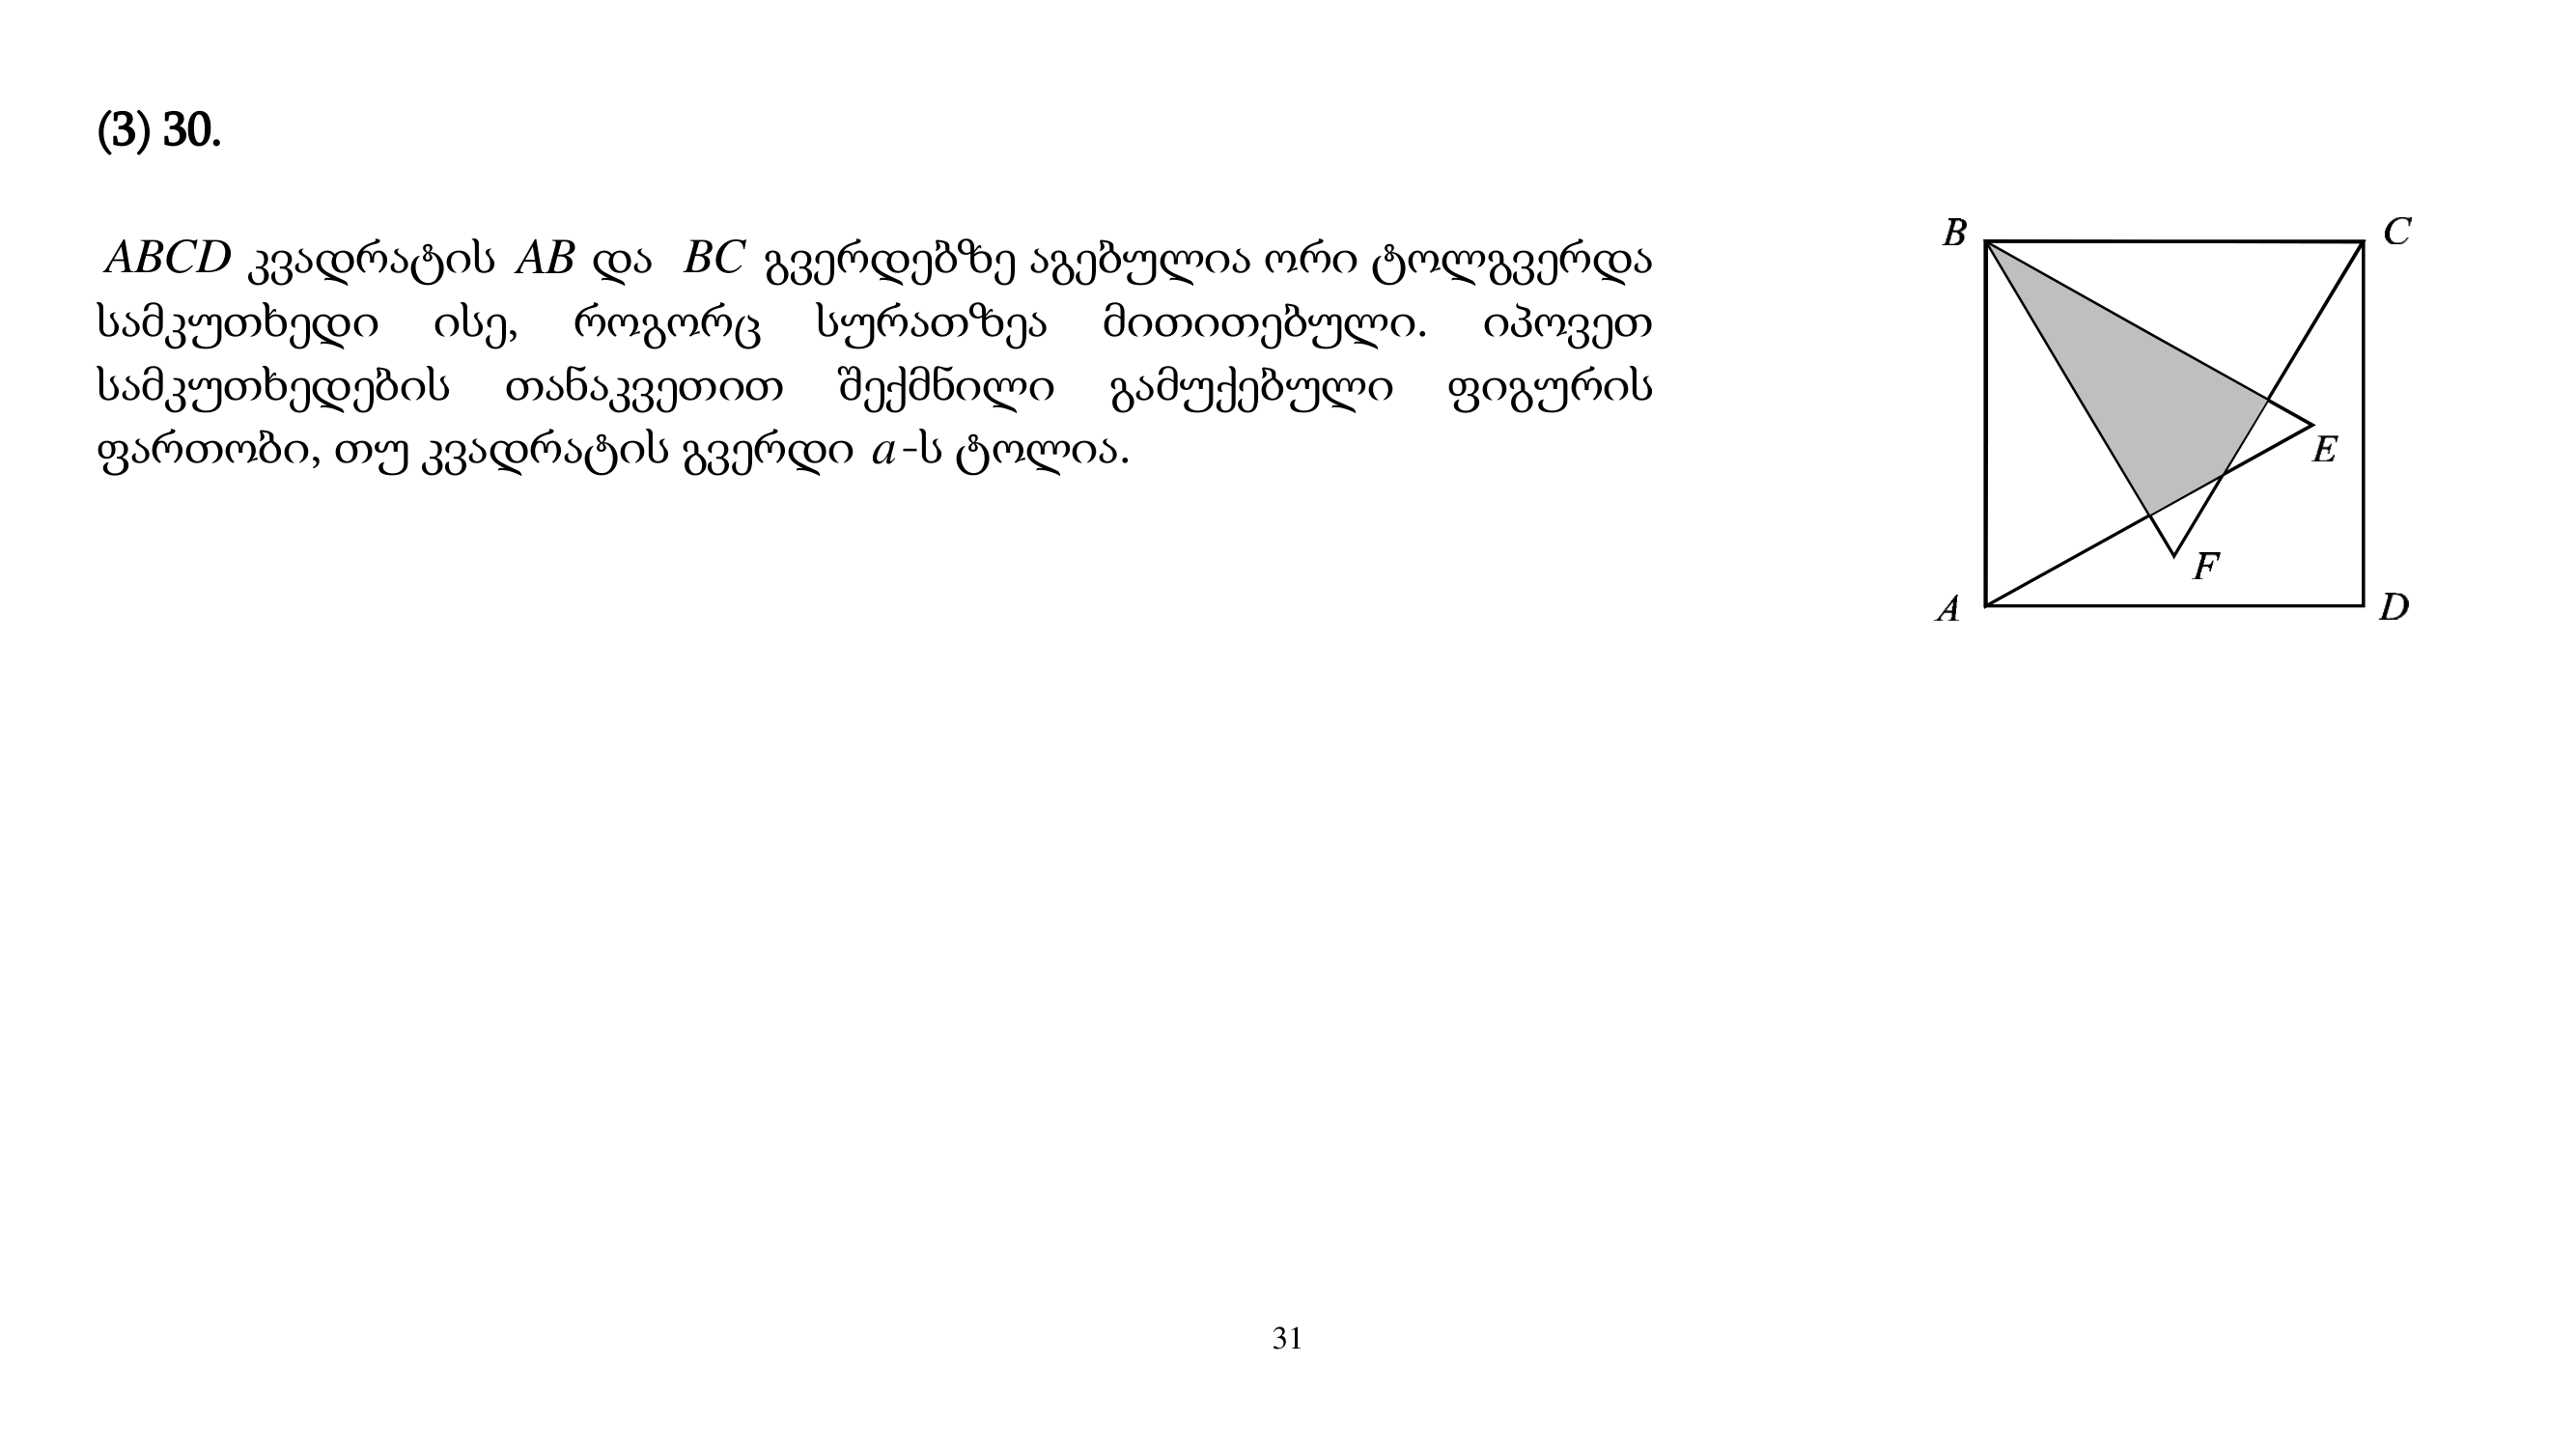 (3) 30.
ABCD კვადრატის AB და BC გვერდებზე აგებულია ორი ტოლგვერდა
სამკუთხედი ისე, როგორც სურათზეა მითითებული. იპოვეთ
სამკუთხედების თანაკვეთით შექმნილი გამუქებული ფიგურის
ფართობი, თუ კვადრატის გვერდი a-ს ტოლია.
B
C
E
F
A
D
31